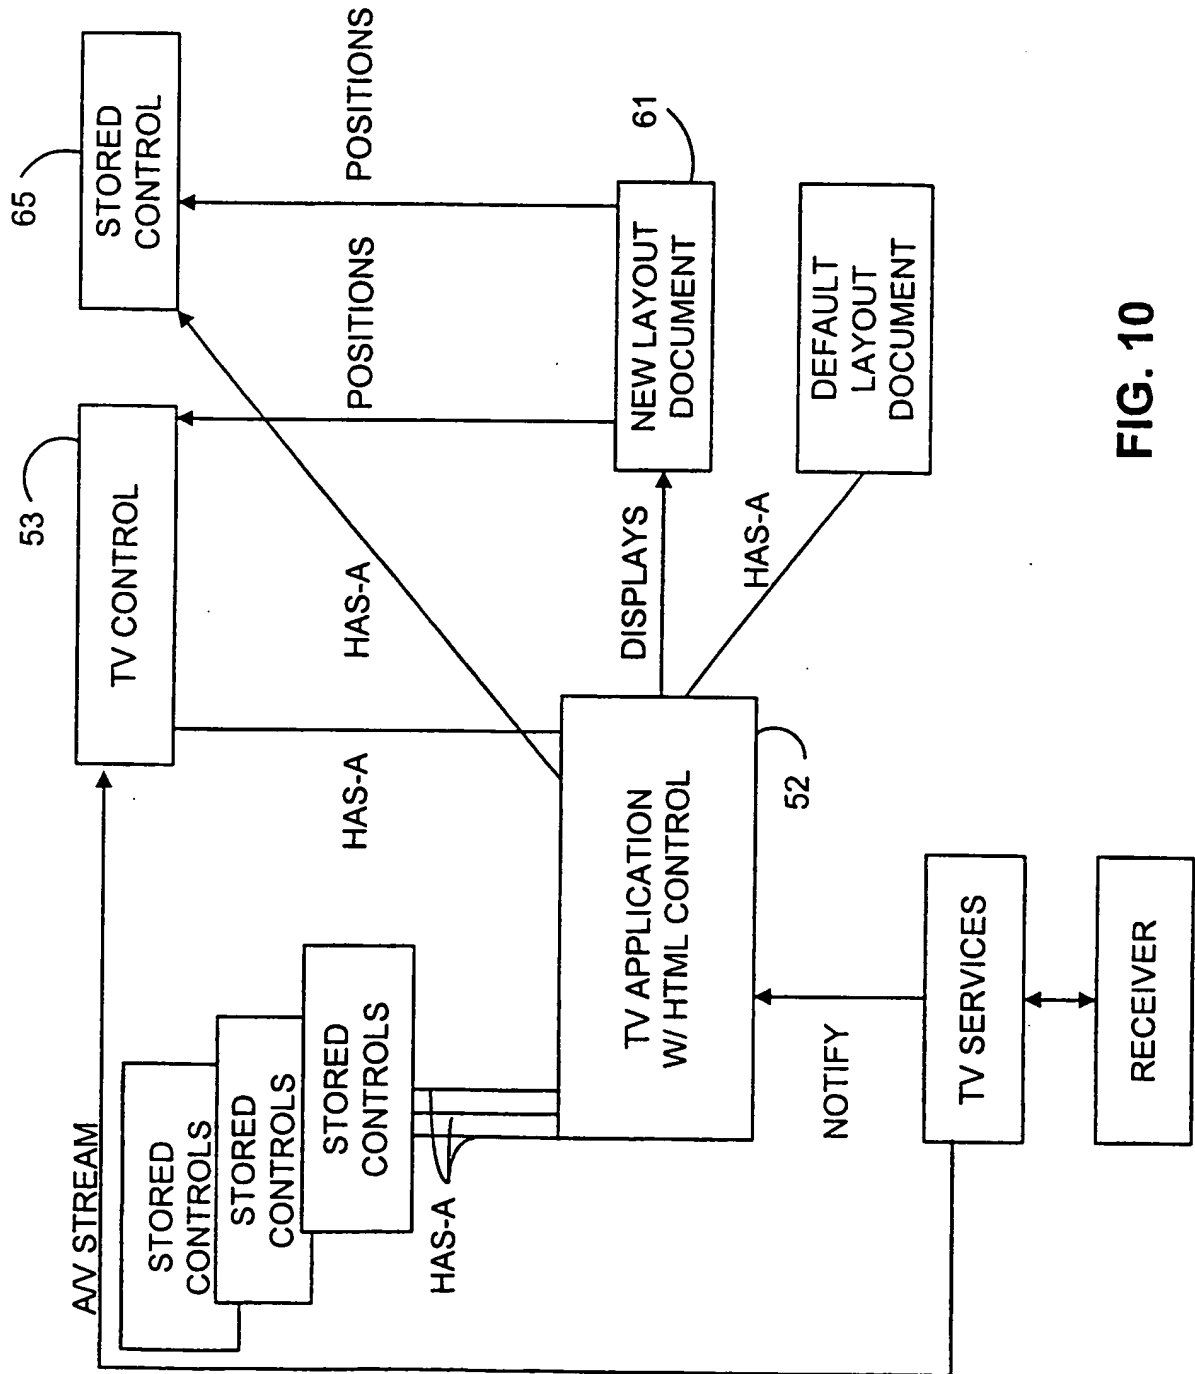 A/V STREAM
STORED
CONTROLS
STORED
CONTROLS
STORED
CONTROLS
HAS-A
53
TV CONTROL
65
STORED
CONTROL
HAS-A
HAS-A
POSITIONS
POSITIONS
TV APPLICATION
W/ HTML CONTROL
52
DISPLAYS
61
NEW LAYOUT
DOCUMENT
HAS-A
DEFAULT
LAYOUT
DOCUMENT
NOTIFY
TV SERVICES
RECEIVER
FIG. 10